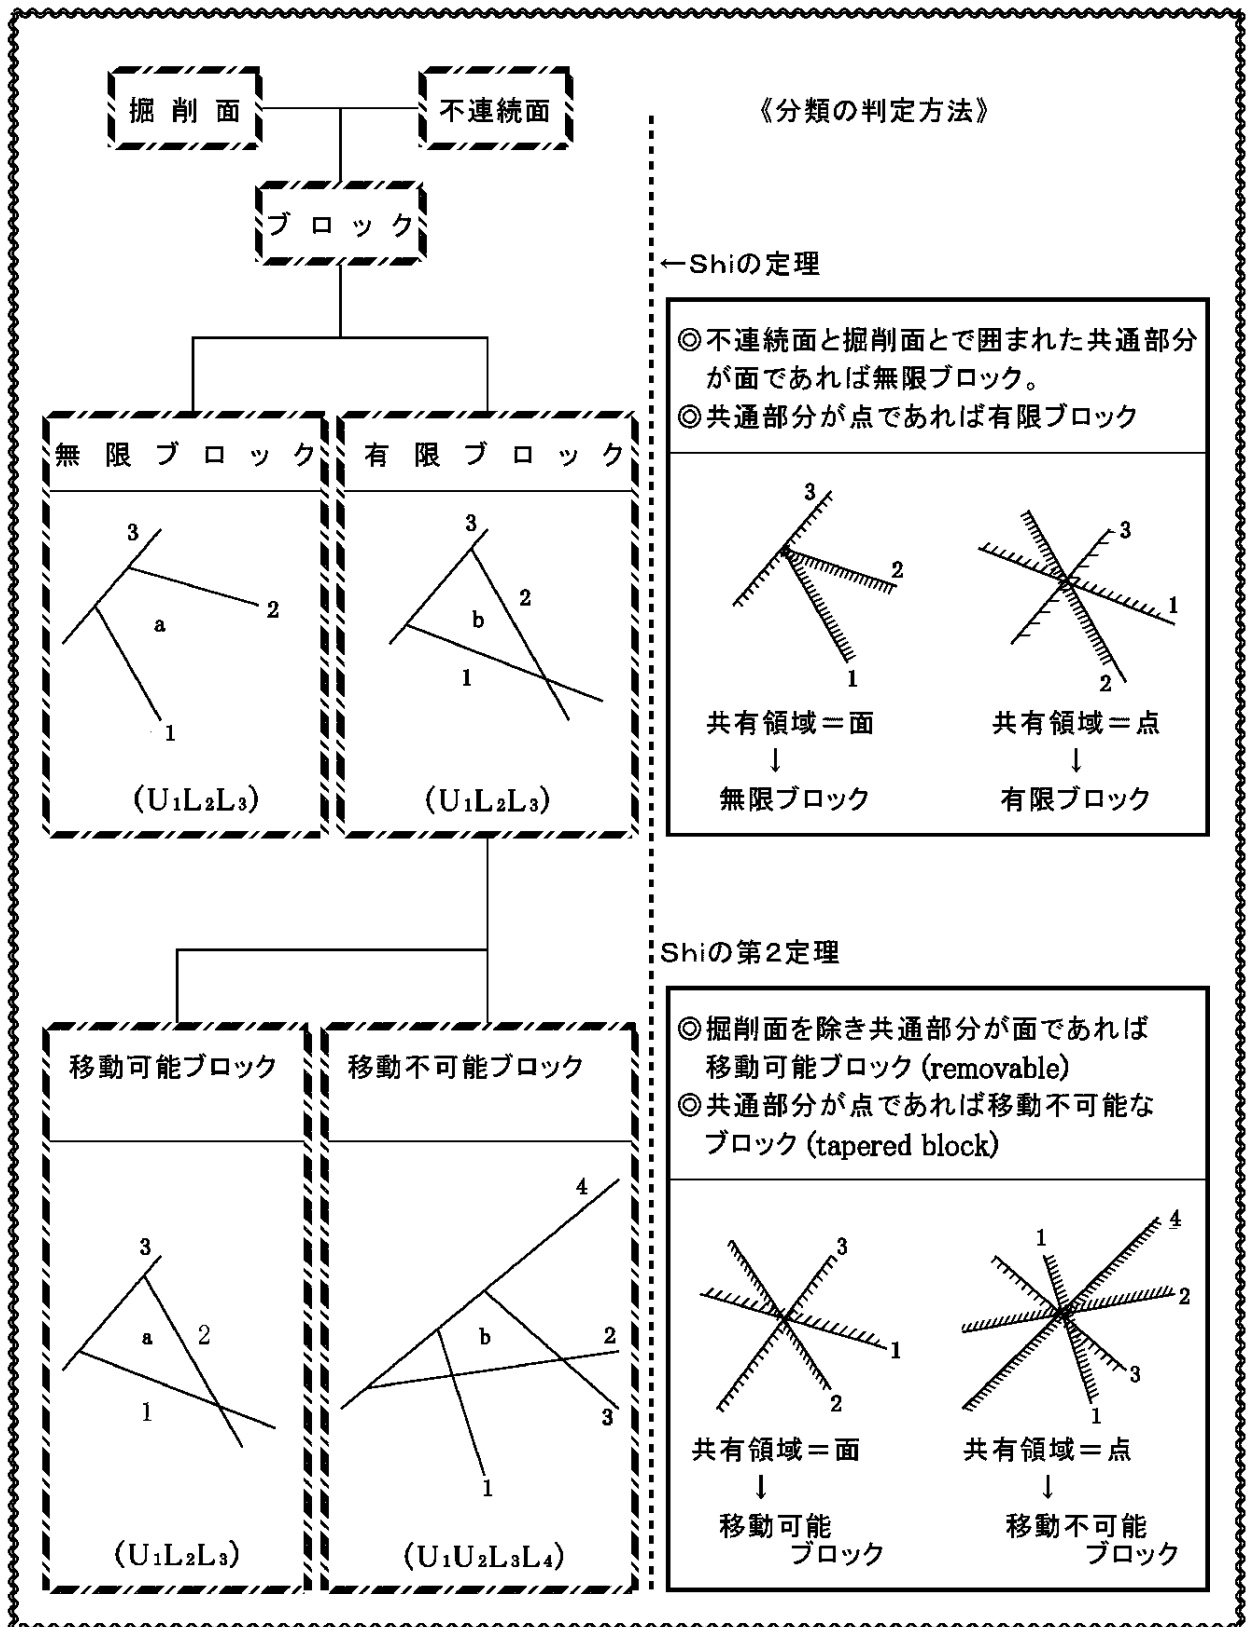 掘 削 面
不連続面
《分類の判定方法》
ブ ロ ッ ク
←Shiの定理
◎不連続面と掘削面とで囲まれた共通部分
が面であれば無限ブロック。
◎共通部分が点であれば有限ブロック
無 限 ブ ロ ッ ク
有 限 ブ ロ ッ ク
3
2
a
1
(U₁L₂L₃)
3
2
b
1
(U₁L₂L₃)
3
2
1
共有領域＝面
↓
無限ブロック
3
1
2
共有領域＝点
↓
有限ブロック
Shiの第2定理
◎掘削面を除き共通部分が面であれば
移動可能ブロック(removable)
◎共通部分が点であれば移動不可能な
ブロック(tapered block)
移動可能ブロック
移動不可能ブロック
3
a
2
1
(U₁L₂L₃)
4
b
2
3
1
(U₁U₂L₃L₄)
3
1
2
共有領域＝面
↓
移動可能
ブロック
1
4
2
3
1
共有領域＝点
↓
移動不可能
ブロック